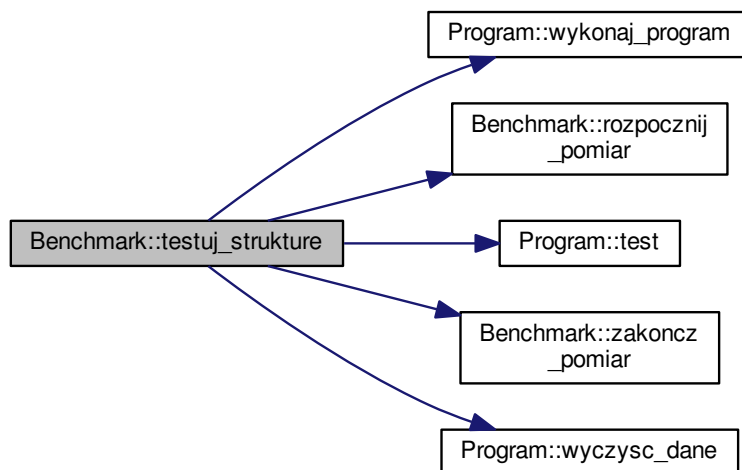 Program::wykonaj_program
Benchmark::rozpocznij
_pomiar
Benchmark::testuj_strukture
Program::test
Benchmark::zakoncz
_pomiar
Program::wyczysc_dane